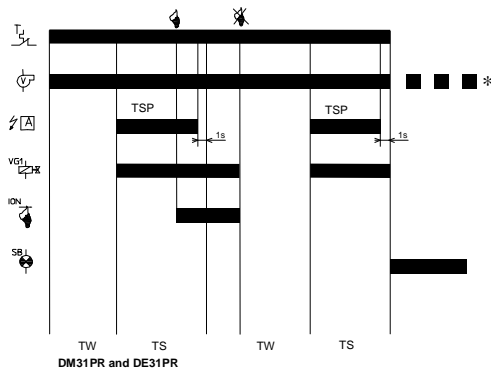 T
V
*
TSP
TSP
A
1s
1s
VG1
ION
SB
TW
TS
TW
TS
DM31PR and DE31PR